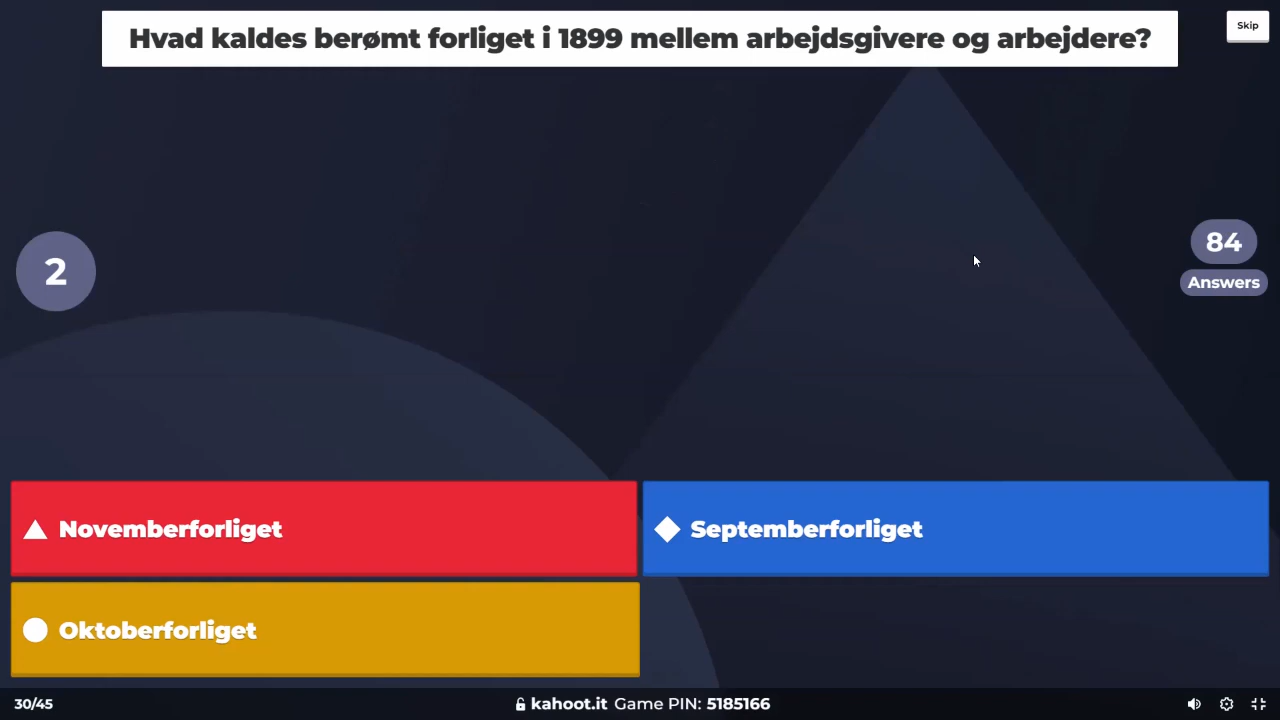 Hvad kaldes berømt forliget i 1899 mellem arbejdsgivere og arbejdere?
Skip
2
84
Answers
Novemberforliget
Septemberforliget
Oktoberforliget
30/45
kahoot.it Game PIN: 5185166